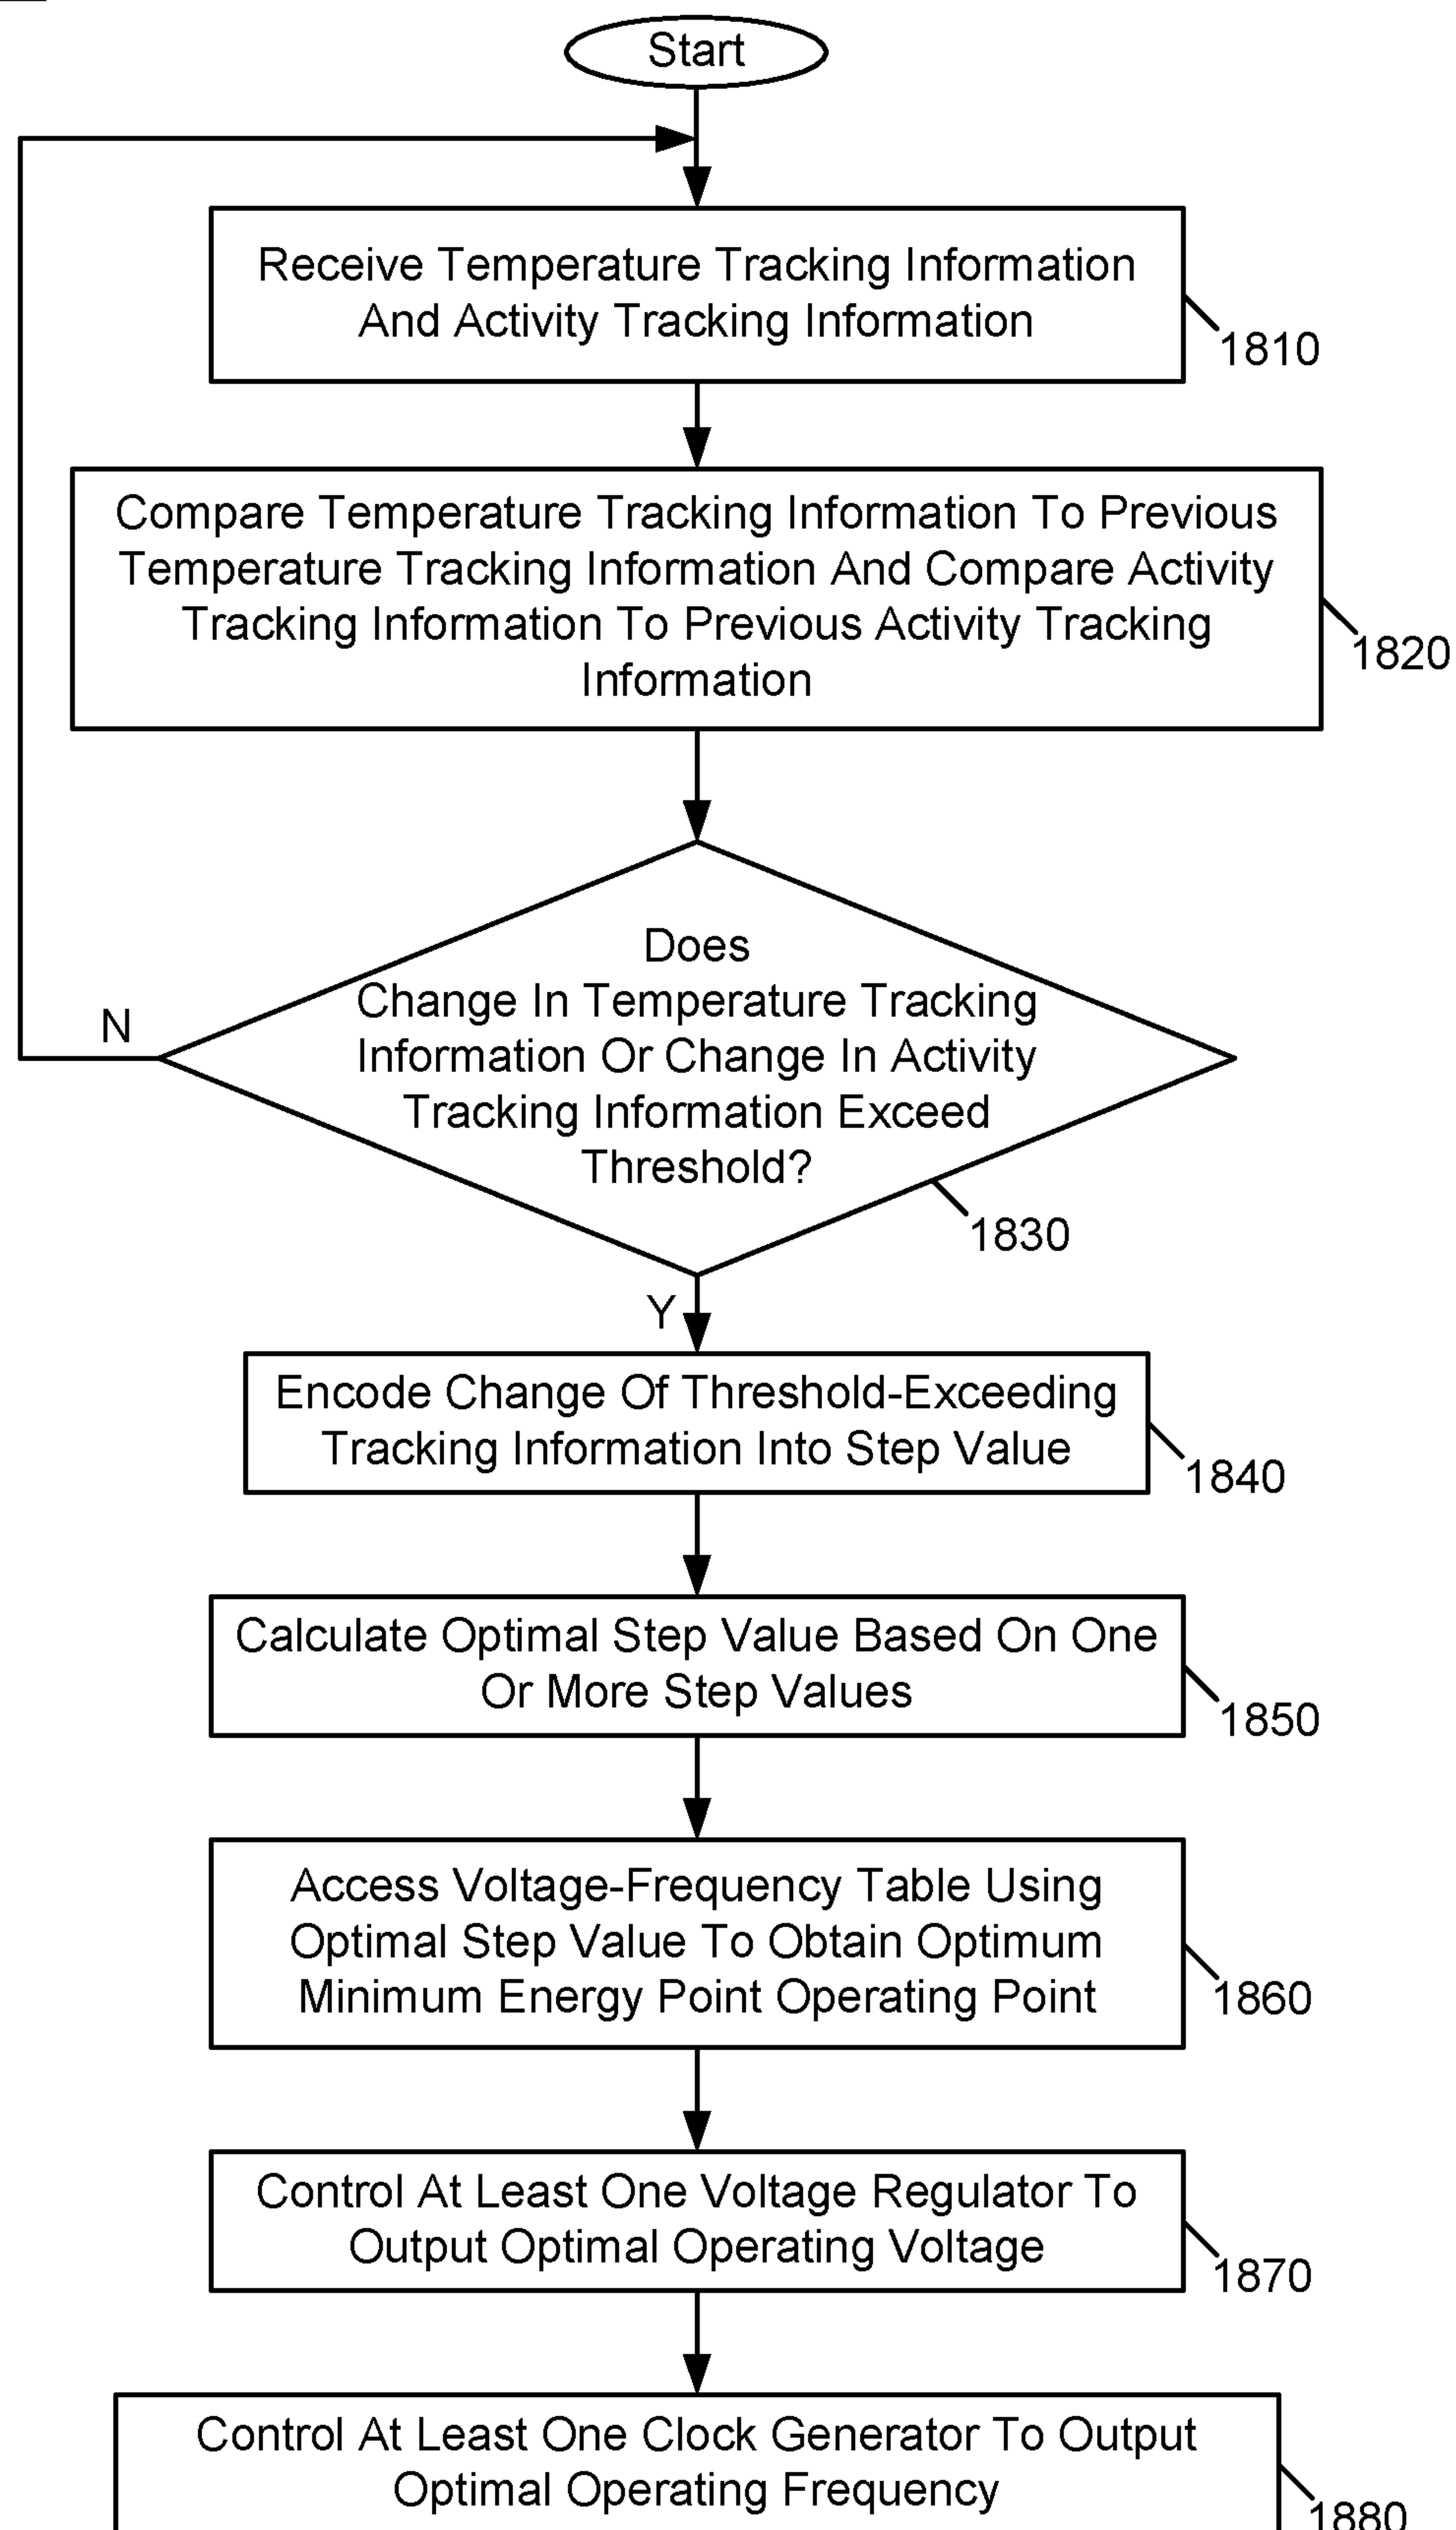 Start
Receive Temperature Tracking Information
And Activity Tracking Information
1810
Compare Temperature Tracking Information To Previous
Temperature Tracking Information And Compare Activity
Tracking Information To Previous Activity Tracking
Information
1820
Does
Change In Temperature Tracking
Information Or Change In Activity
Tracking Information Exceed
Threshold?
N
1830
Y
Encode Change Of Threshold-Exceeding
Tracking Information Into Step Value
1840
Calculate Optimal Step Value Based On One
Or More Step Values
1850
Access Voltage-Frequency Table Using
Optimal Step Value To Obtain Optimum
Minimum Energy Point Operating Point
1860
Control At Least One Voltage Regulator To
Output Optimal Operating Voltage
1870
Control At Least One Clock Generator To Output
Optimal Operating Frequency
1880